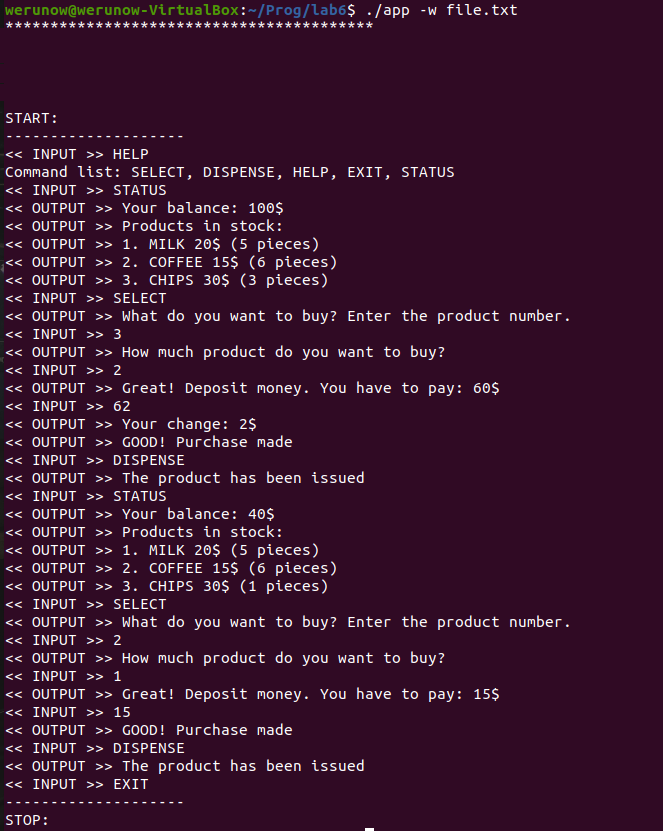 werunow@werunow-VirtualBox:~/Prog/lab6$ ./app -w file.txt
*****************************************
START:
--------------------
<< INPUT >> HELP
Command list: SELECT, DISPENSE, HELP, EXIT, STATUS
<< INPUT >> STATUS
<< OUTPUT >> Your balance: 100$
<< OUTPUT >> Products in stock:
<< OUTPUT >> 1. MILK 20$ (5 pieces)
<< OUTPUT >> 2. COFFEE 15$ (6 pieces)
<< OUTPUT >> 3. CHIPS 30$ (3 pieces)
<< INPUT >> SELECT
<< OUTPUT >> What do you want to buy? Enter the product number.
<< INPUT >> 3
<< OUTPUT >> How much product do you want to buy?
<< INPUT >> 2
<< OUTPUT >> Great! Deposit money. You have to pay: 60$
<< INPUT >> 62
<< OUTPUT >> Your change: 2$
<< OUTPUT >> GOOD! Purchase made
<< INPUT >> DISPENSE
<< OUTPUT >> The product has been issued
<< INPUT >> STATUS
<< OUTPUT >> Your balance: 40$
<< OUTPUT >> Products in stock:
<< OUTPUT >> 1. MILK 20$ (5 pieces)
<< OUTPUT >> 2. COFFEE 15$ (6 pieces)
<< OUTPUT >> 3. CHIPS 30$ (1 pieces)
<< INPUT >> SELECT
<< OUTPUT >> What do you want to buy? Enter the product number.
<< INPUT >> 2
<< OUTPUT >> How much product do you want to buy?
<< INPUT >> 1
<< OUTPUT >> Great! Deposit money. You have to pay: 15$
<< INPUT >> 15
<< OUTPUT >> GOOD! Purchase made
<< INPUT >> DISPENSE
<< OUTPUT >> The product has been issued
<< INPUT >> EXIT
--------------------
STOP: